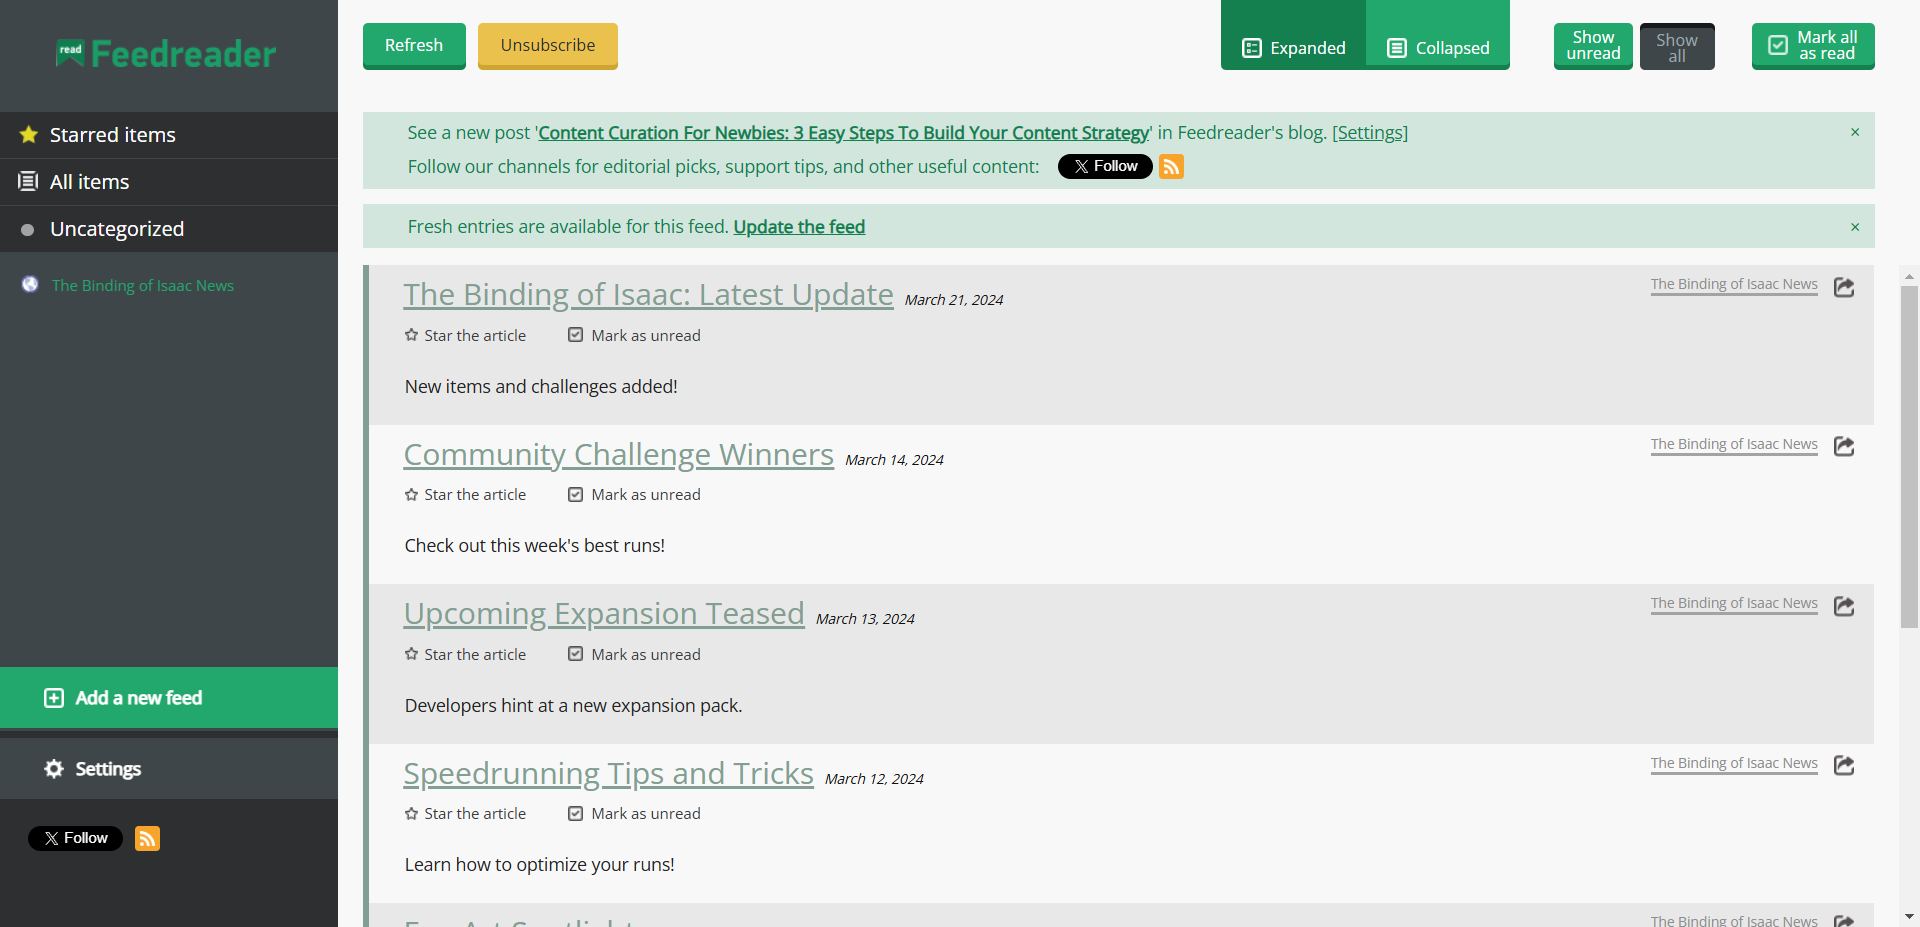 read Feedreader
Starred items
All items
Uncategorized
The Binding of Isaac News
Add a new feed
Settings
Follow
Refresh
Unsubscribe
Expanded
Collapsed
Show
unread
Show
all
Mark all
as read
See a new post 'Content Curation For Newbies: 3 Easy Steps To Build Your Content Strategy' in Feedreader's blog. [Settings]
×
Follow our channels for editorial picks, support tips, and other useful content: Follow
Fresh entries are available for this feed. Update the feed
×
The Binding of Isaac: Latest Update March 21, 2024
The Binding of Isaac News
Star the article Mark as unread
New items and challenges added!
Community Challenge Winners March 14, 2024
The Binding of Isaac News
Star the article Mark as unread
Check out this week's best runs!
Upcoming Expansion Teased March 13, 2024
The Binding of Isaac News
Star the article Mark as unread
Developers hint at a new expansion pack.
Speedrunning Tips and Tricks March 12, 2024
The Binding of Isaac News
Star the article Mark as unread
Learn how to optimize your runs!
Fan Art Spotlight
The Binding of Isaac News